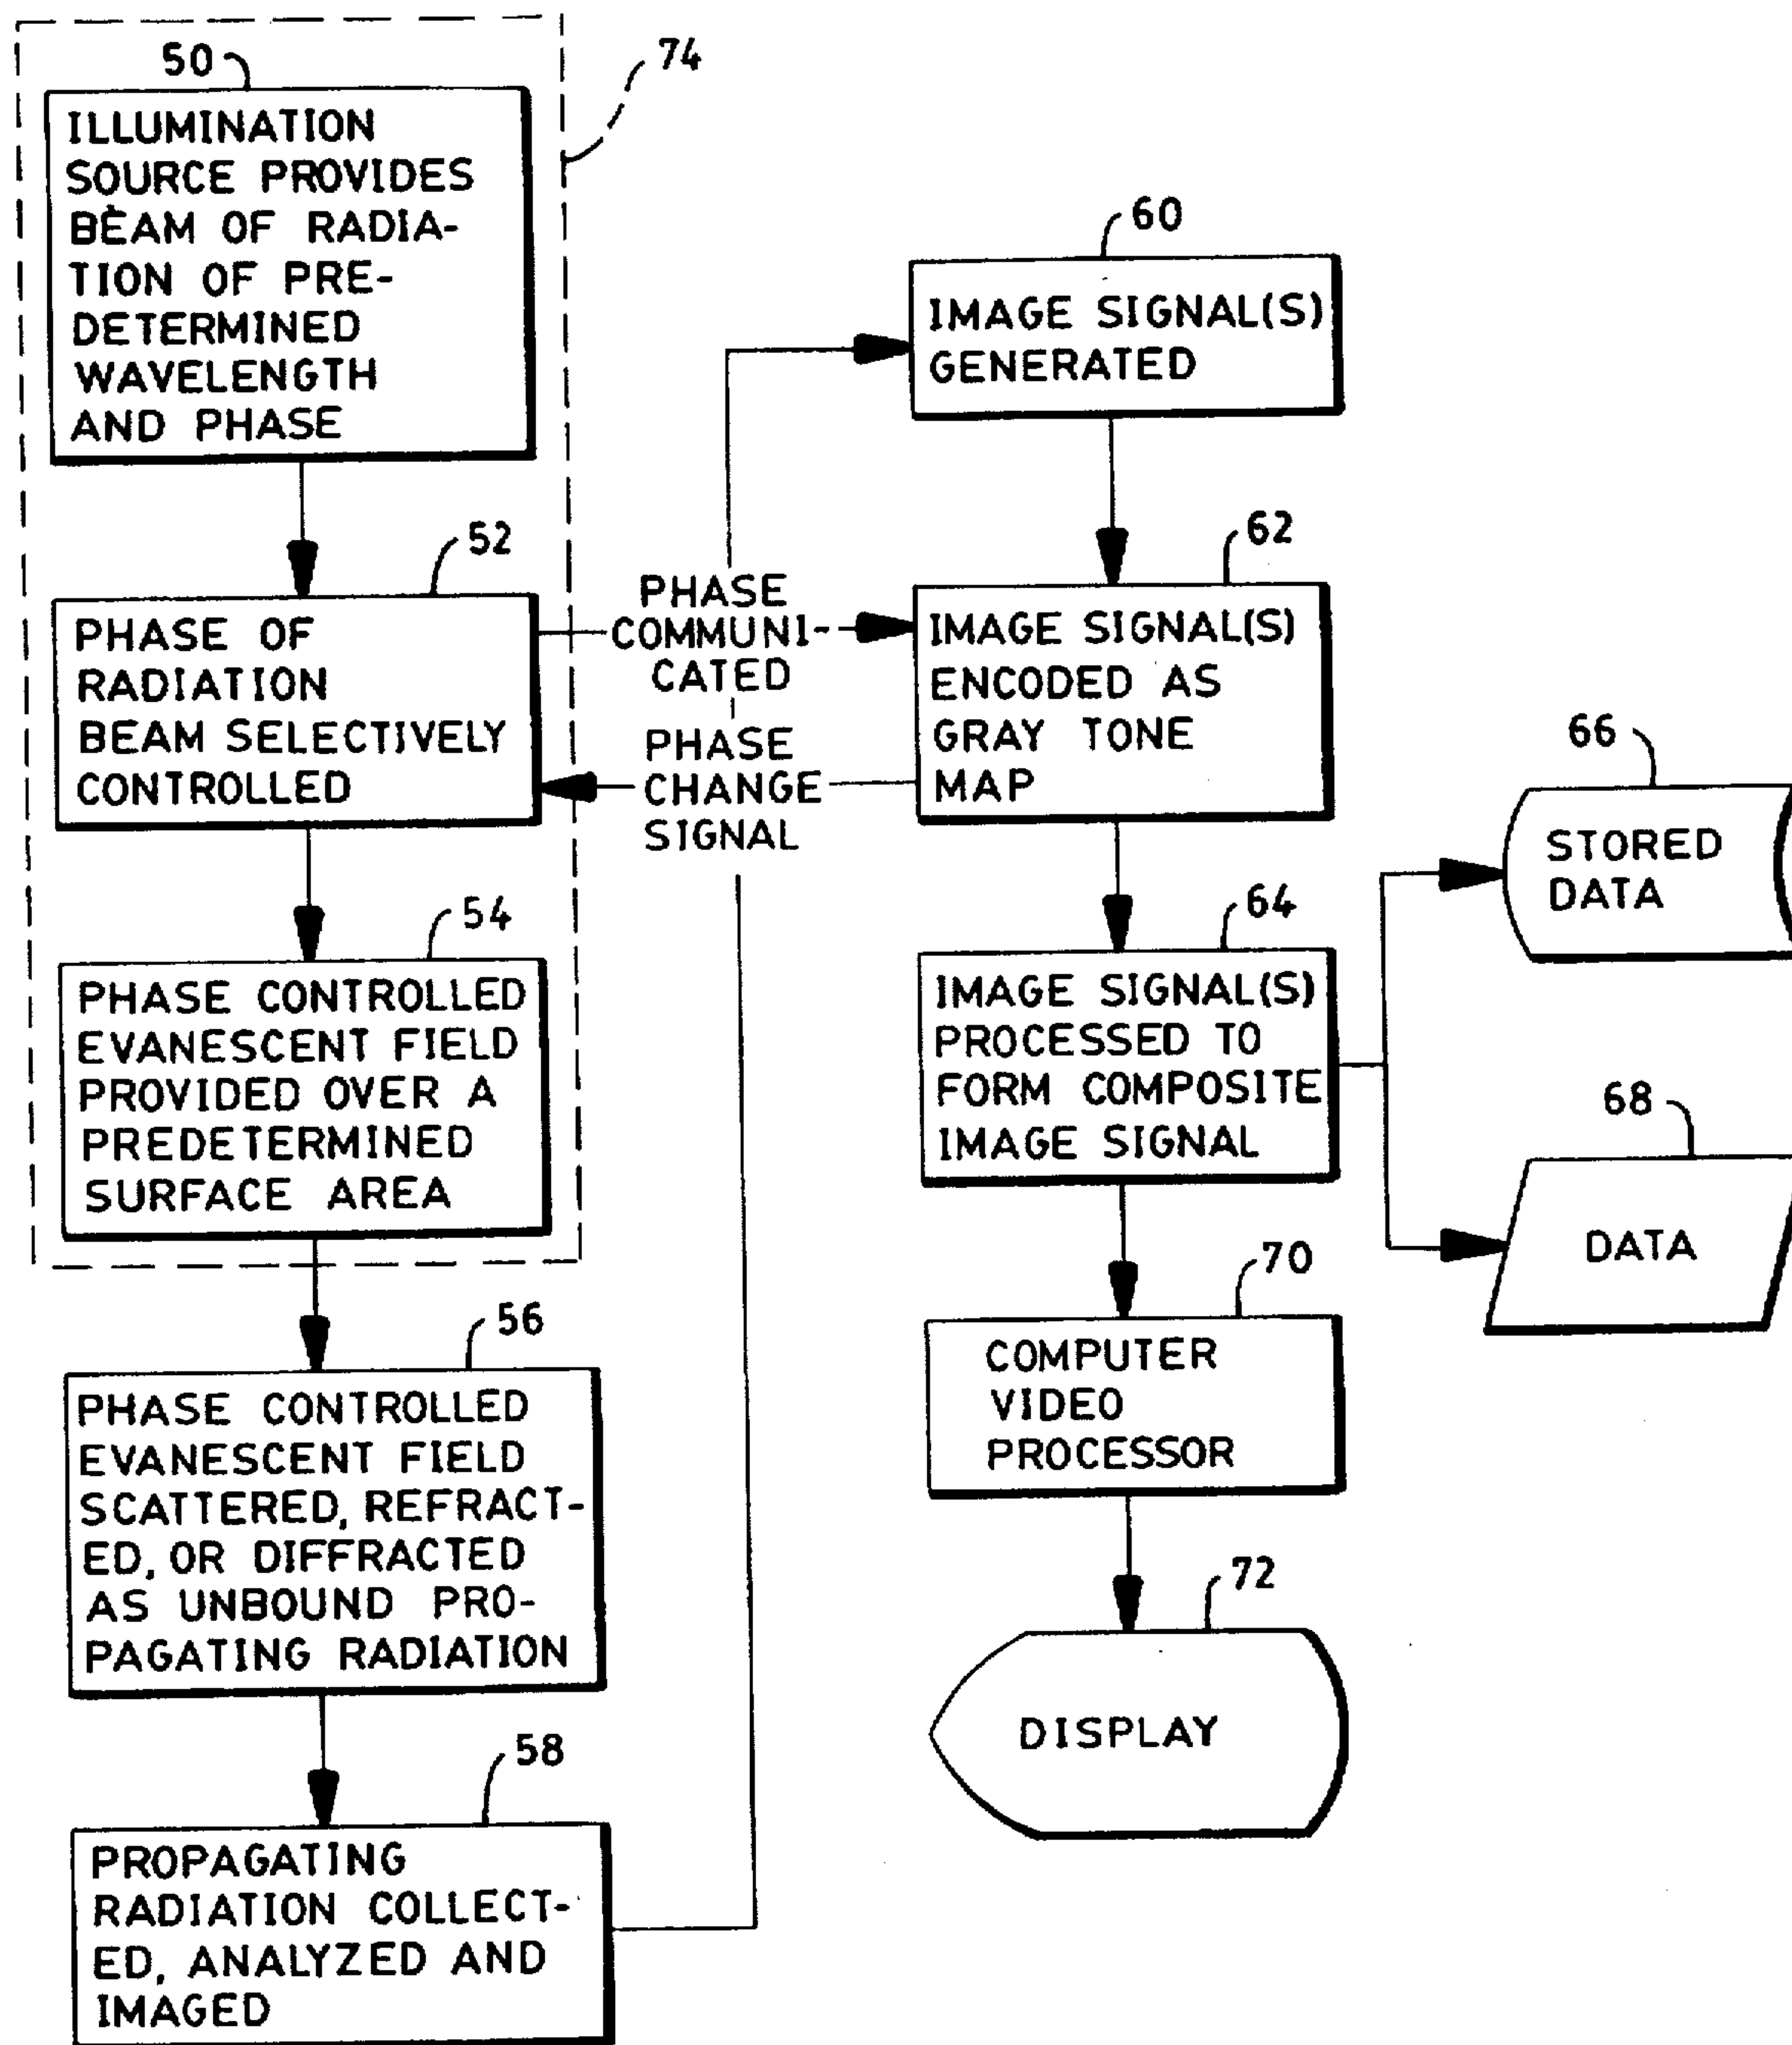 50
74
ILLUMINATION
SOURCE PROVIDES
BEAM OF RADIA-
TION OF PRE-
DETERMINED
WAVELENGTH
AND PHASE
52
PHASE OF
RADIATION
BEAM SELECTIVELY
CONTROLLED
PHASE
COMMUNI-
CATED
PHASE
CHANGE
SIGNAL
54
PHASE CONTROLLED
EVANESCENT FIELD
PROVIDED OVER A
PREDETERMINED
SURFACE AREA
56
PHASE CONTROLLED
EVANESCENT FIELD
SCATTERED, REFRACT-
ED, OR DIFFRACTED
AS UNBOUND PRO-
PAGATING RADIATION
58
PROPAGATING
RADIATION COLLECT-
ED, ANALYZED AND
IMAGED
60
IMAGE SIGNAL(S)
GENERATED
62
IMAGE SIGNAL(S)
ENCODED AS
GRAY TONE
MAP
64
IMAGE SIGNAL(S)
PROCESSED TO
FORM COMPOSITE
IMAGE SIGNAL
66
STORED
DATA
68
DATA
70
COMPUTER
VIDEO
PROCESSOR
72
DISPLAY